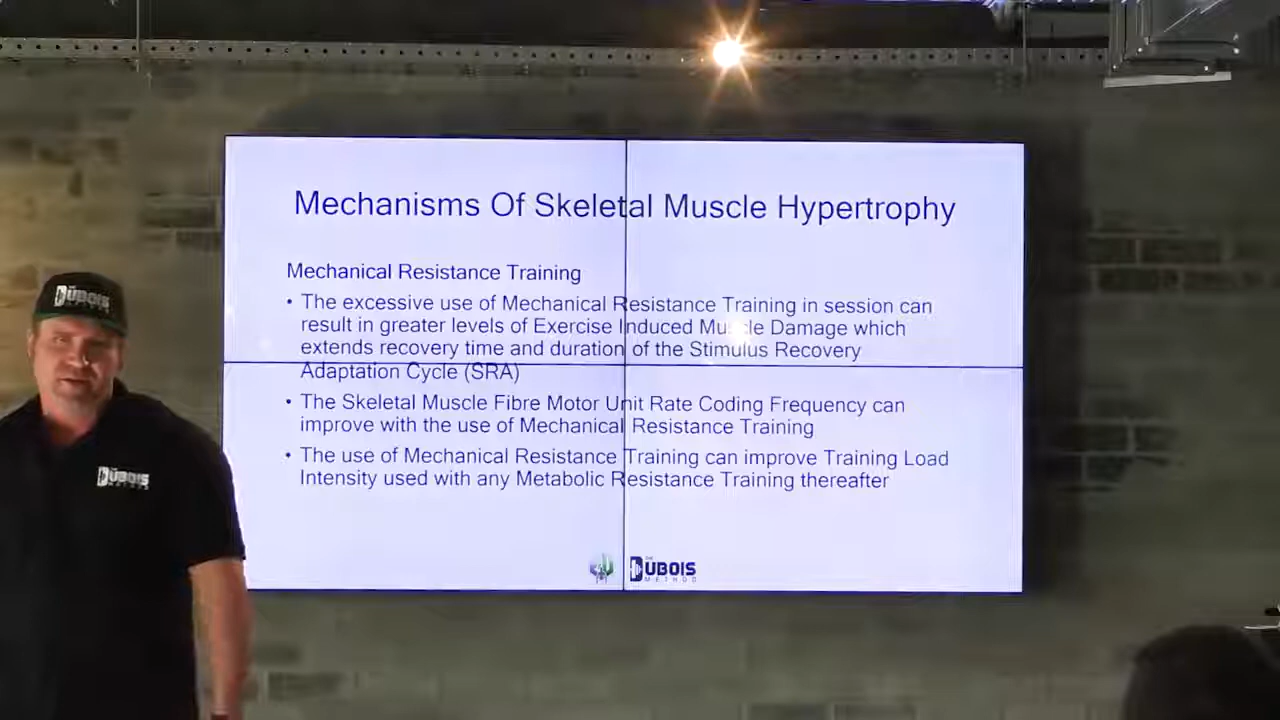 Mechanisms Of Skeletal Muscle Hypertrophy
Mechanical Resistance Training
• The excessive use of Mechanical Resistance Training in session can
result in greater levels of Exercise Induced Muscle Damage which
extends recovery time and duration of the Stimulus Recovery
Adaptation Cycle (SRA)
• The Skeletal Muscle Fibre Motor Unit Rate Coding Frequency can
improve with the use of Mechanical Resistance Training
• The use of Mechanical Resistance Training can improve Training Load
Intensity used with any Metabolic Resistance Training thereafter
THE
DUBOIS
METHOD
DUBOIS
DUBOIS